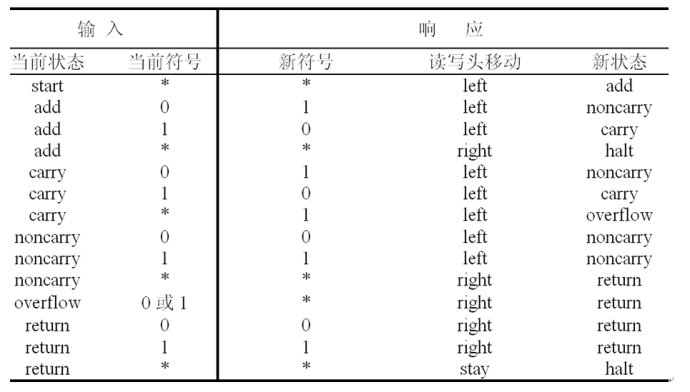 输 入 响 应
当前状态 当前符号 新符号 读写头移动 新状态
start * * left add
add 0 1 left noncarry
add 1 0 left carry
add * * right halt
carry 0 1 left noncarry
carry 1 0 left carry
carry * 1 left overflow
noncarry 0 0 left noncarry
noncarry 1 1 left noncarry
noncarry * * right return
overflow 0 或 1 * right return
return 0 0 right return
return 1 1 right return
return * * stay halt